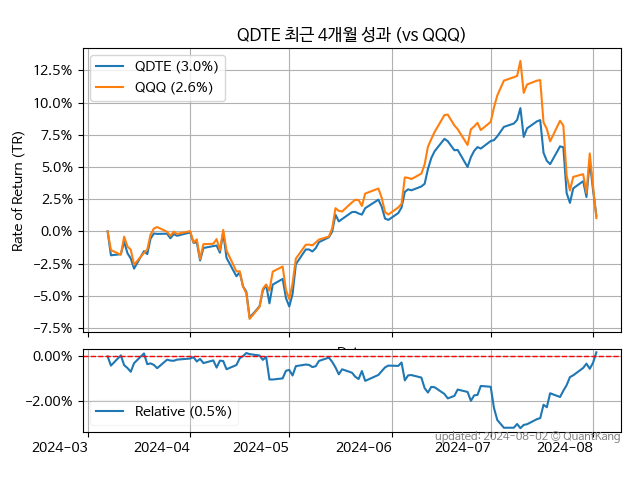 QDTE 최근 4개월 성과 (vs QQQ)
Rate of Return (TR)
12.5%
10.0%
7.5%
5.0%
2.5%
0.0%
−2.5%
−5.0%
−7.5%
QDTE (3.0%)
QQQ (2.6%)
0.00%
−2.00%
Relative (0.5%)
updated: 2024-08-02 © QuantKang
2024-03 2024-04 2024-05 2024-06 2024-07 2024-08